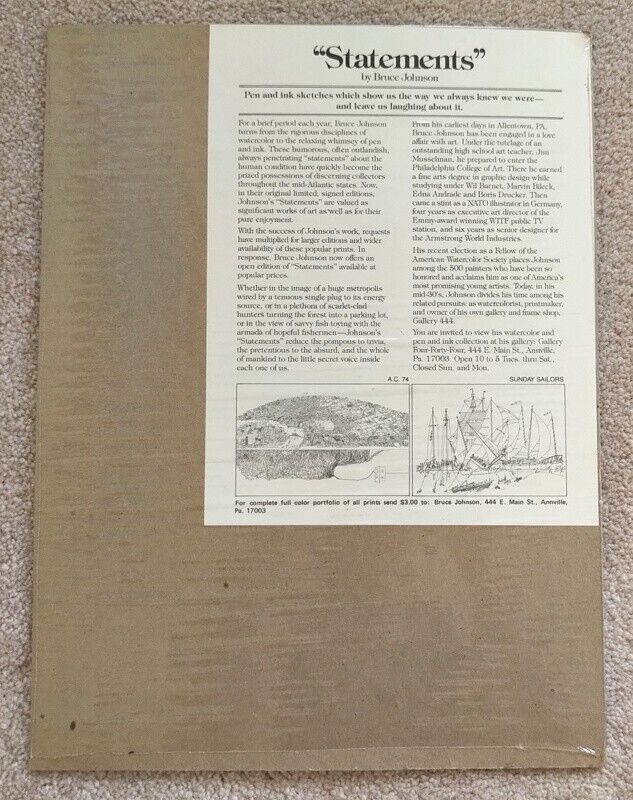 “Statements”
by Bruce Johnson
Pen and ink sketches which show us the way we always knew we were—
and leave us laughing about it.
For a brief period each year, Bruce Johnson
turns from the rigorous disciplines of
watercolor to the relaxing whimsey of pen
and ink. These humorous, often outlandish,
always penetrating “statements” about the
human condition have quickly become the
prized possessions of discerning collectors
throughout the mid-Atlantic states. Now,
in their original limited, signed editions,
Johnson’s “Statements” are valued as
significant works of art as well as for their
pure enjoyment.
With the success of Johnson’s work, requests
have multiplied for larger editions and wider
availability of these popular prints. In
response, Bruce Johnson now offers an
open edition of “Statements” available at
popular prices.
Whether in the image of a huge metropolis
wired by a tenuous single plug to its energy
source, or in a plethora of scarlet-clad
hunters turning the forest into a parking lot,
or in the view of savvy fish toying with the
armada of hopeful fishermen—Johnson’s
“Statements” reduce the pompous to trivia,
the pretentious to the absurd, and the whole
of mankind to the little secret voice inside
each one of us.
From his earliest days in Allentown, PA,
Bruce Johnson has been engaged in a love
affair with art. Under the tutelage of an
outstanding high school art teacher, Jim
Musselman, he prepared to enter the
Philadelphia College of Art. There he earned
a fine arts degree in graphic design while
studying under Wil Barnet, Marvin Bileck,
Edna Andrade and Boris Drucker. Then
came a stint as a NATO illustrator in Germany,
four years as executive art director of the
Emmy-award winning WITF public TV
station, and six years as senior designer for
the Armstrong World Industries.
His recent election as a Fellow of the
American Watercolor Society places Johnson
among the 500 painters who have been so
honored and acclaims him as one of America’s
most promising young artists. Today, in his
mid-30’s, Johnson divides his time among his
related pursuits: as watercolorist, printmaker,
and owner of his own gallery and frame shop,
Gallery 444.
You are invited to view his watercolor and
pen and ink collection at his gallery: Gallery
Four-Forty-Four, 444 E. Main St., Annville,
Pa. 17003. Open 10 to 5 Tues. thru Sat.,
Closed Sun. and Mon.
A.C. 74
SUNDAY SAILORS
For complete full color portfolio of all prints send $3.00 to: Bruce Johnson, 444 E. Main St., Annville,
Pa. 17003